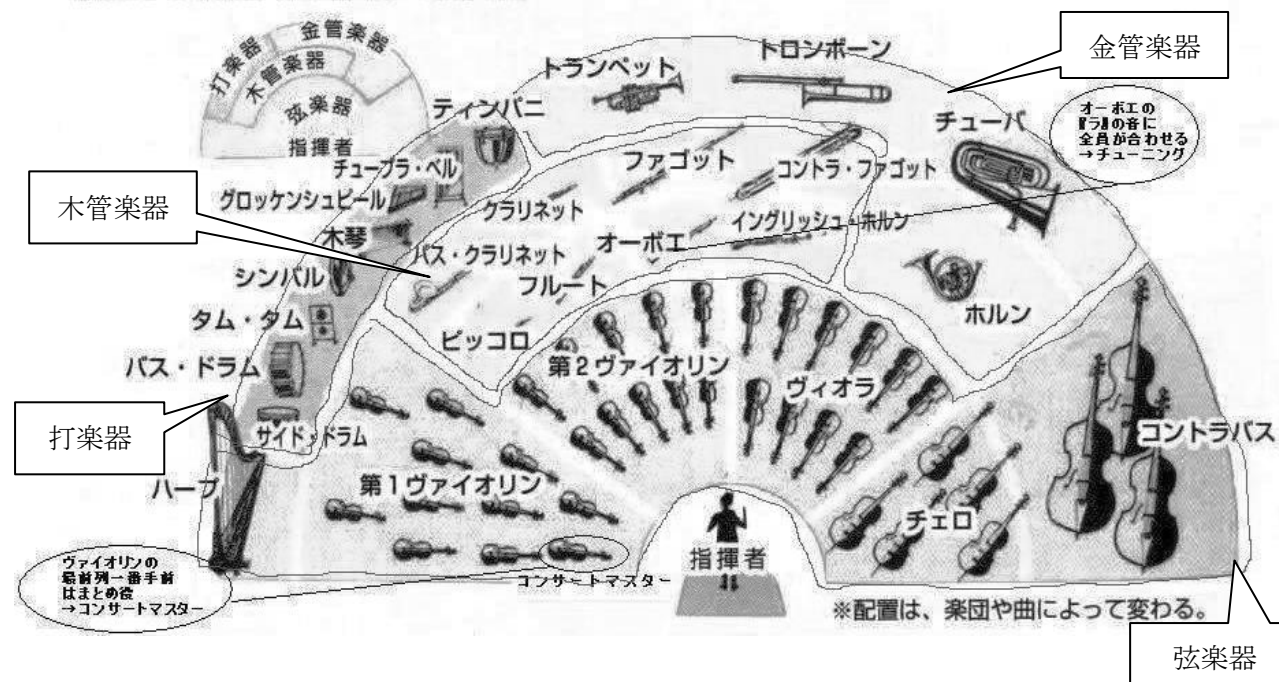 金管楽器
打楽器
木管楽器
弦楽器
指揮者
トランペット
トロンボーン
金管楽器
ティンパニ
チューバ
オーボエの
『ラ』の音に
全員が合わせる
→チューニング
チューブラ・ベル
ファゴット
コントラ・ファゴット
グロッケンシュピール
木管楽器
クラリネット
イングリッシュ・ホルン
木琴
オーボエ
バス・クラリネット
シンバル
フルート
ホルン
タム・タム
ピッコロ
バス・ドラム
第2ヴァイオリン
ヴィオラ
打楽器
サイド・ドラム
コントラバス
ハープ
第1ヴァイオリン
チェロ
指揮者
ヴァイオリンの
最前列一番手前
はまとめ役
→コンサートマスター
コンサートマスター
※配置は、楽団や曲によって変わる。
弦楽器